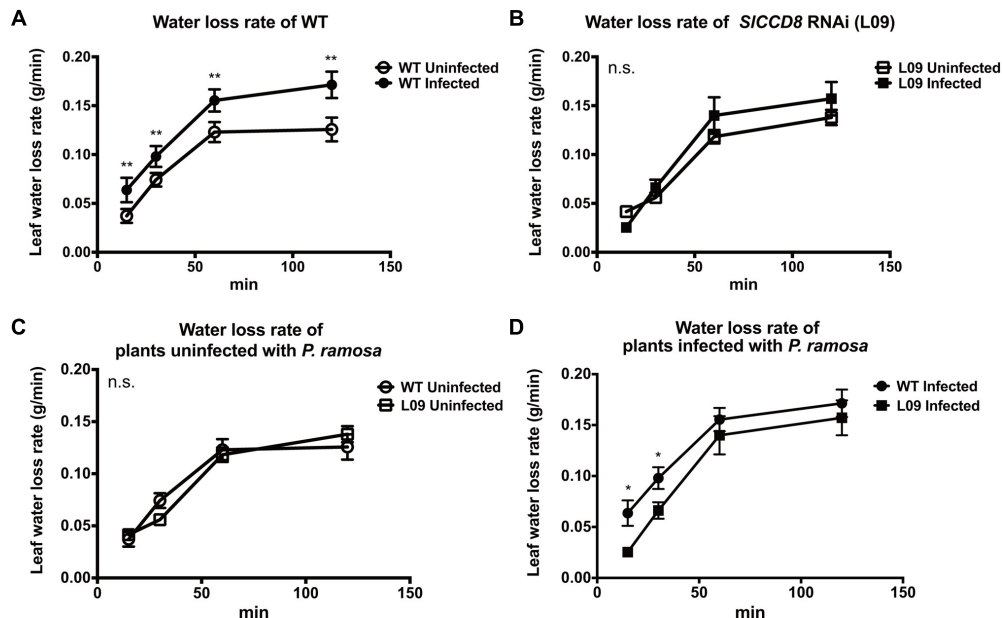 A
Water loss rate of WT
Leaf water loss rate (g/min)
0.20
0.15
0.10
0.05
0.00
0
50
100
150
min
**
**
**
**
WT Uninfected
WT Infected
B
Water loss rate of SlCCD8 RNAi (L09)
Leaf water loss rate (g/min)
0.20
0.15
0.10
0.05
0.00
0
50
100
150
min
n.s.
L09 Uninfected
L09 Infected
C
Water loss rate of
plants uninfected with P. ramosa
Leaf water loss rate (g/min)
0.20
0.15
0.10
0.05
0.00
0
50
100
150
min
n.s.
WT Uninfected
L09 Uninfected
D
Water loss rate of
plants infected with P. ramosa
Leaf water loss rate (g/min)
0.20
0.15
0.10
0.05
0.00
0
50
100
150
min
*
*
WT Infected
L09 Infected